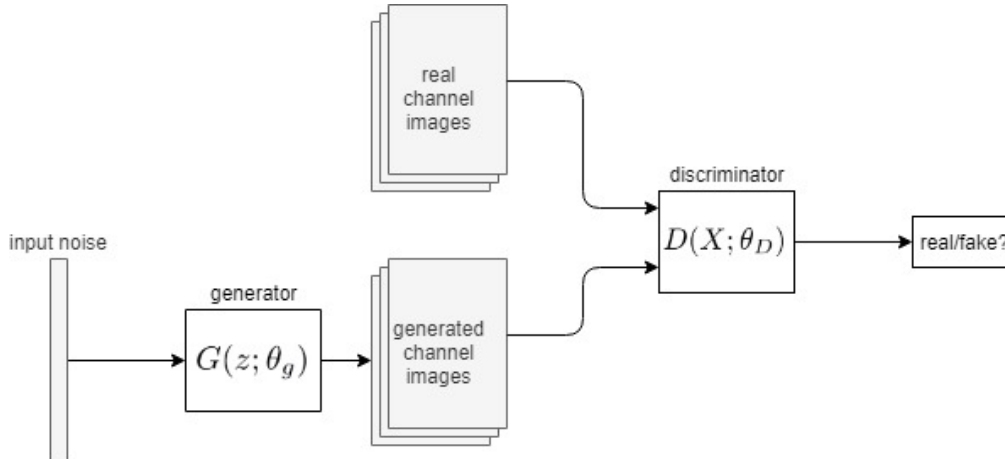 real
channel
images
discriminator
D(X; θ_D)
real/fake?
input noise
generator
G(z; θ_g)
generated
channel
images